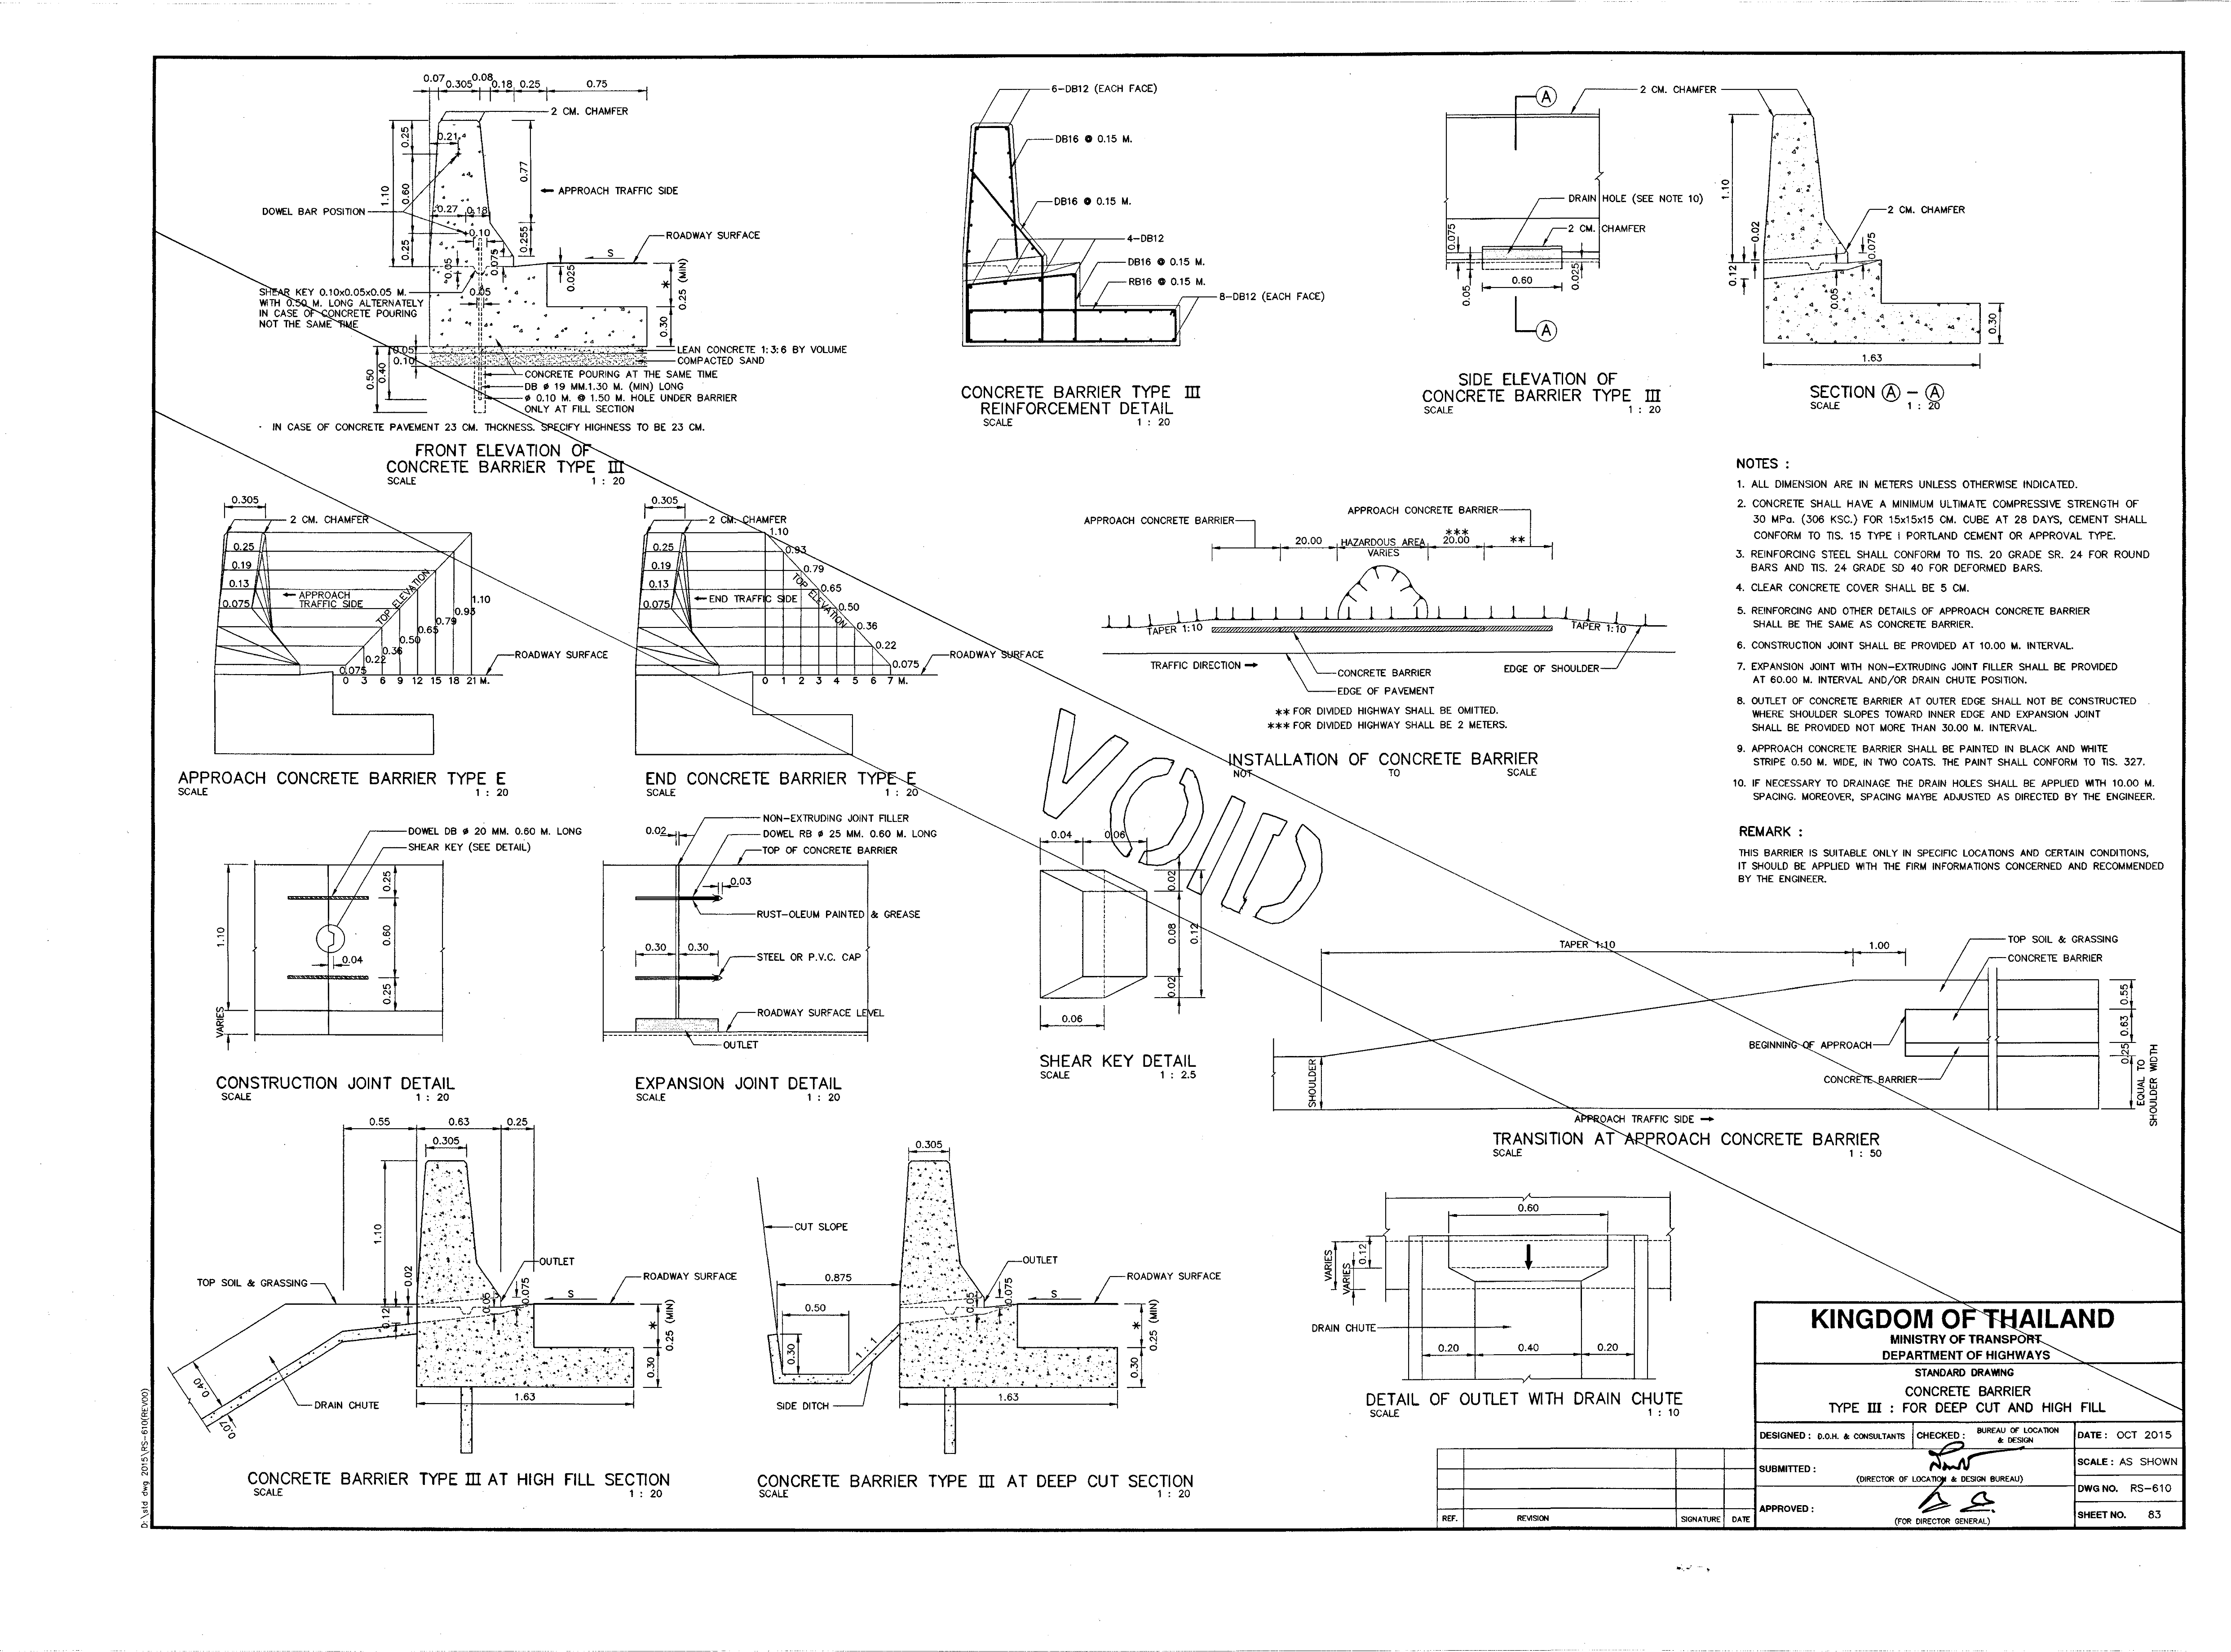 0.07 0.305 0.08 0.18 0.25 0.75
2 CM. CHAMFER
0.25
0.21
1.10
0.60
0.77
APPROACH TRAFFIC SIDE
DOWEL BAR POSITION
0.27 0.18
0.10
0.25
0.255
ROADWAY SURFACE
S
0.05
0.075
0.025
* 0.25 (MIN)
0.05
SHEAR KEY 0.10x0.05x0.05 M.
WITH 0.50 M. LONG ALTERNATELY
IN CASE OF CONCRETE POURING
NOT THE SAME TIME
0.30
0.05
0.10
0.50
0.40
LEAN CONCRETE 1:3:6 BY VOLUME
COMPACTED SAND
CONCRETE POURING AT THE SAME TIME
DB ø 19 MM.1.30 M. (MIN) LONG
ø 0.10 M. @ 1.50 M. HOLE UNDER BARRIER
ONLY AT FILL SECTION
IN CASE OF CONCRETE PAVEMENT 23 CM. THCKNESS. SPECIFY HIGHNESS TO BE 23 CM.
FRONT ELEVATION OF
CONCRETE BARRIER TYPE III
SCALE 1 : 20
6-DB12 (EACH FACE)
DB16 @ 0.15 M.
DB16 @ 0.15 M.
4-DB12
DB16 @ 0.15 M.
RB16 @ 0.15 M.
8-DB12 (EACH FACE)
CONCRETE BARRIER TYPE III
REINFORCEMENT DETAIL
SCALE 1 : 20
A
2 CM. CHAMFER
DRAIN HOLE (SEE NOTE 10)
2 CM. CHAMFER
0.075
0.05
0.60
0.025
A
SIDE ELEVATION OF
CONCRETE BARRIER TYPE III
SCALE 1 : 20
1.10
2 CM. CHAMFER
0.02
0.075
0.12
0.05
0.30
1.63
SECTION A - A
SCALE 1 : 20
0.305
2 CM. CHAMFER
0.25
0.19
0.13
0.075
APPROACH
TRAFFIC SIDE
TOP ELEVATION
1.10
0.93
0.79
0.65
0.50
0.36
0.22
0.075
ROADWAY SURFACE
0 3 6 9 12 15 18 21 M.
APPROACH CONCRETE BARRIER TYPE E
SCALE 1 : 20
0.305
2 CM. CHAMFER
1.10
0.25
0.93
0.19
0.79
0.13
0.65
0.075
END TRAFFIC SIDE
TOP ELEVATION
0.50
0.36
0.22
0.075
ROADWAY SURFACE
0 1 2 3 4 5 6 7 M.
END CONCRETE BARRIER TYPE E
SCALE 1 : 20
APPROACH CONCRETE BARRIER
APPROACH CONCRETE BARRIER
20.00
HAZARDOUS AREA
VARIES
***
20.00
**
TAPER 1:10
TAPER 1:10
TRAFFIC DIRECTION
CONCRETE BARRIER
EDGE OF PAVEMENT
EDGE OF SHOULDER
** FOR DIVIDED HIGHWAY SHALL BE OMITTED.
*** FOR DIVIDED HIGHWAY SHALL BE 2 METERS.
INSTALLATION OF CONCRETE BARRIER
NOT TO SCALE
VOID
NOTES :
1. ALL DIMENSION ARE IN METERS UNLESS OTHERWISE INDICATED.
2. CONCRETE SHALL HAVE A MINIMUM ULTIMATE COMPRESSIVE STRENGTH OF
30 MPa. (306 KSC.) FOR 15x15x15 CM. CUBE AT 28 DAYS, CEMENT SHALL
CONFORM TO TIS. 15 TYPE I PORTLAND CEMENT OR APPROVAL TYPE.
3. REINFORCING STEEL SHALL CONFORM TO TIS. 20 GRADE SR. 24 FOR ROUND
BARS AND TIS. 24 GRADE SD 40 FOR DEFORMED BARS.
4. CLEAR CONCRETE COVER SHALL BE 5 CM.
5. REINFORCING AND OTHER DETAILS OF APPROACH CONCRETE BARRIER
SHALL BE THE SAME AS CONCRETE BARRIER.
6. CONSTRUCTION JOINT SHALL BE PROVIDED AT 10.00 M. INTERVAL.
7. EXPANSION JOINT WITH NON-EXTRUDING JOINT FILLER SHALL BE PROVIDED
AT 60.00 M. INTERVAL AND/OR DRAIN CHUTE POSITION.
8. OUTLET OF CONCRETE BARRIER AT OUTER EDGE SHALL NOT BE CONSTRUCTED
WHERE SHOULDER SLOPES TOWARD INNER EDGE AND EXPANSION JOINT
SHALL BE PROVIDED NOT MORE THAN 30.00 M. INTERVAL.
9. APPROACH CONCRETE BARRIER SHALL BE PAINTED IN BLACK AND WHITE
STRIPE 0.50 M. WIDE, IN TWO COATS. THE PAINT SHALL CONFORM TO TIS. 327.
10. IF NECESSARY TO DRAINAGE THE DRAIN HOLES SHALL BE APPLIED WITH 10.00 M.
SPACING. MOREOVER, SPACING MAYBE ADJUSTED AS DIRECTED BY THE ENGINEER.
REMARK :
THIS BARRIER IS SUITABLE ONLY IN SPECIFIC LOCATIONS AND CERTAIN CONDITIONS,
IT SHOULD BE APPLIED WITH THE FIRM INFORMATIONS CONCERNED AND RECOMMENDED
BY THE ENGINEER.
DOWEL DB ø 20 MM. 0.60 M. LONG
SHEAR KEY (SEE DETAIL)
0.25
1.10
0.60
0.04
0.25
VARIES
CONSTRUCTION JOINT DETAIL
SCALE 1 : 20
0.02
NON-EXTRUDING JOINT FILLER
DOWEL RB ø 25 MM. 0.60 M. LONG
TOP OF CONCRETE BARRIER
0.03
RUST-OLEUM PAINTED & GREASE
0.30 0.30
STEEL OR P.V.C. CAP
ROADWAY SURFACE LEVEL
OUTLET
EXPANSION JOINT DETAIL
SCALE 1 : 20
0.04 0.06
0.02
0.08
0.12
0.02
0.06
SHEAR KEY DETAIL
SCALE 1 : 2.5
TAPER 1:10
1.00
TOP SOIL & GRASSING
CONCRETE BARRIER
0.55
0.63
0.25
BEGINNING OF APPROACH
CONCRETE BARRIER
SHOULDER
EQUAL TO
SHOULDER WIDTH
APPROACH TRAFFIC SIDE
TRANSITION AT APPROACH CONCRETE BARRIER
SCALE 1 : 50
0.55 0.63 0.25
0.305
1.10
0.02
OUTLET
TOP SOIL & GRASSING
ROADWAY SURFACE
0.075
0.05
S
0.12
* 0.25 (MIN)
0.30
0.40
0.07
DRAIN CHUTE
1.63
CONCRETE BARRIER TYPE III AT HIGH FILL SECTION
SCALE 1 : 20
0.305
CUT SLOPE
OUTLET
0.875
ROADWAY SURFACE
0.075
0.05
S
0.50
0.30
1 : 1
* 0.25 (MIN)
0.30
SIDE DITCH
1.63
CONCRETE BARRIER TYPE III AT DEEP CUT SECTION
SCALE 1 : 20
0.60
VARIES
VARIES
0.12
DRAIN CHUTE
0.20 0.40 0.20
DETAIL OF OUTLET WITH DRAIN CHUTE
SCALE 1 : 10
REF. REVISION SIGNATURE DATE
KINGDOM OF THAILAND
MINISTRY OF TRANSPORT
DEPARTMENT OF HIGHWAYS
STANDARD DRAWING
CONCRETE BARRIER
TYPE III : FOR DEEP CUT AND HIGH FILL
DESIGNED : D.O.H. & CONSULTANTS CHECKED : BUREAU OF LOCATION & DESIGN DATE : OCT 2015
SUBMITTED :
(DIRECTOR OF LOCATION & DESIGN BUREAU)
SCALE : AS SHOWN
DWG NO. RS-610
APPROVED :
(FOR DIRECTOR GENERAL)
SHEET NO. 83
D:\std dwg 2015\RS-610(REV00)